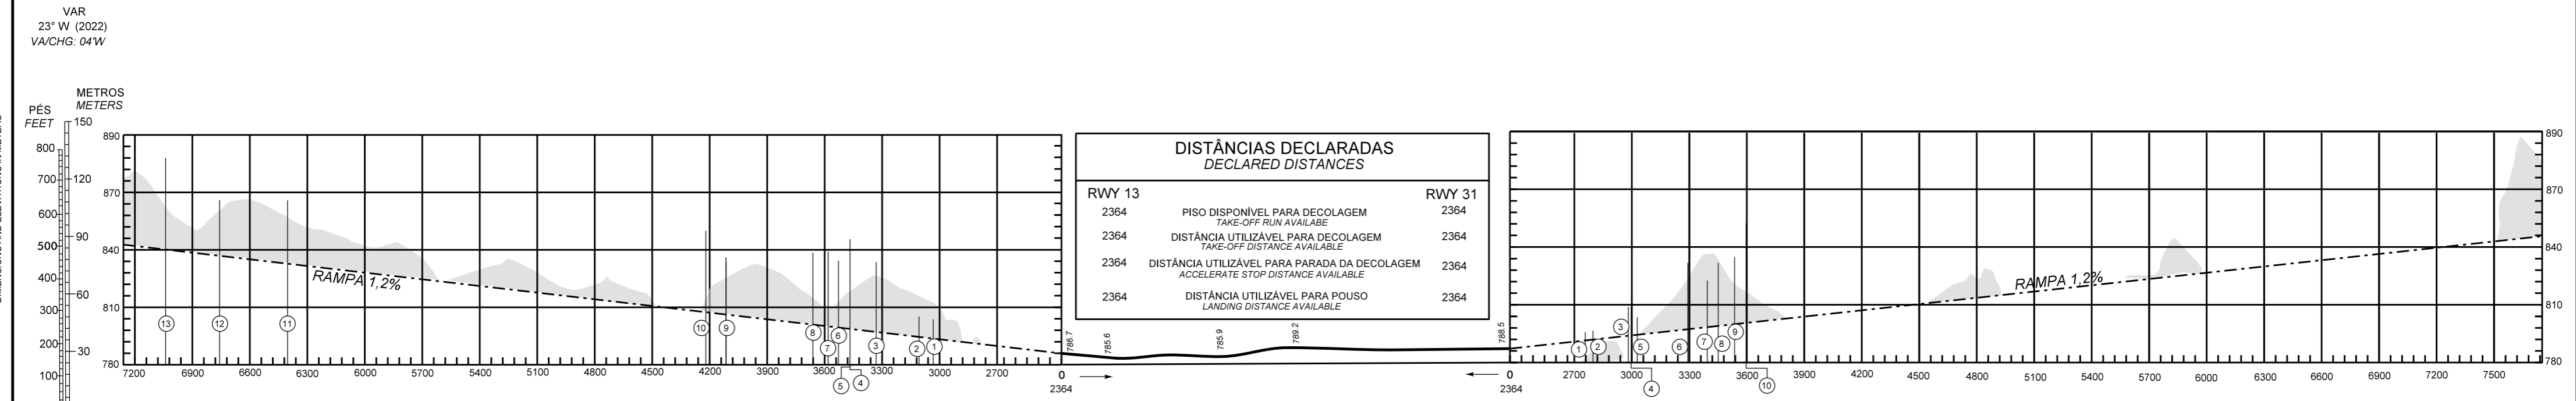 VAR
23° W (2022)
VA/CHG: 04'W
PÉS
FEET
METROS
METERS
800
700
600
500
400
300
200
100
150
120
90
60
30
890
870
840
810
780
RAMPA 1,2%
13
12
11
10
9
8
7
6
5
4
3
2
1
7200 6900 6600 6300 6000 5700 5400 5100 4800 4500 4200 3900 3600 3300 3000 2700 0
2364
DISTÂNCIAS DECLARADAS
DECLARED DISTANCES
RWY 13 RWY 31
2364 PISO DISPONÍVEL PARA DECOLAGEM 2364
TAKE-OFF RUN AVAILABE
2364 DISTÂNCIA UTILIZÁVEL PARA DECOLAGEM 2364
TAKE-OFF DISTANCE AVAILABLE
2364 DISTÂNCIA UTILIZÁVEL PARA PARADA DA DECOLAGEM 2364
ACCELERATE STOP DISTANCE AVAILABLE
2364 DISTÂNCIA UTILIZÁVEL PARA POUSO 2364
LANDING DISTANCE AVAILABLE
786.7
785.6
785.9
789.2
788.5
1
2
3
4
5
6
7
8
9
10
RAMPA 1,2%
890
870
840
810
780
0 2700 3000 3300 3600 3900 4200 4500 4800 5100 5400 5700 6000 6300 6600 6900 7200 7500
2364